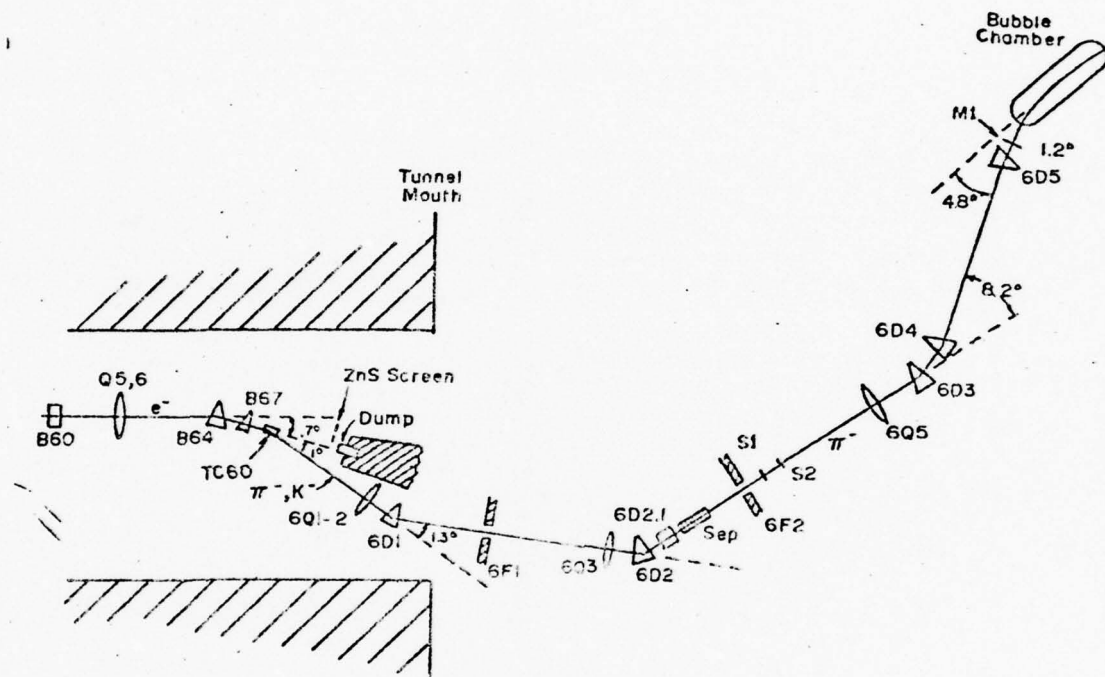 Bubble
Chamber
M1
1.2°
6D5
4.8°
Tunnel
Mouth
8.2°
6D4
6D3
ZnS Screen
Q5,6
B67
e⁻
Dump
7°
6Q5
B60
B64
1°
π⁻
S1
TC60
S2
π⁻, K⁻
6Q1-2
6D2.1
6F2
6D1
Sep
1.3°
6F1
6Q3
6D2